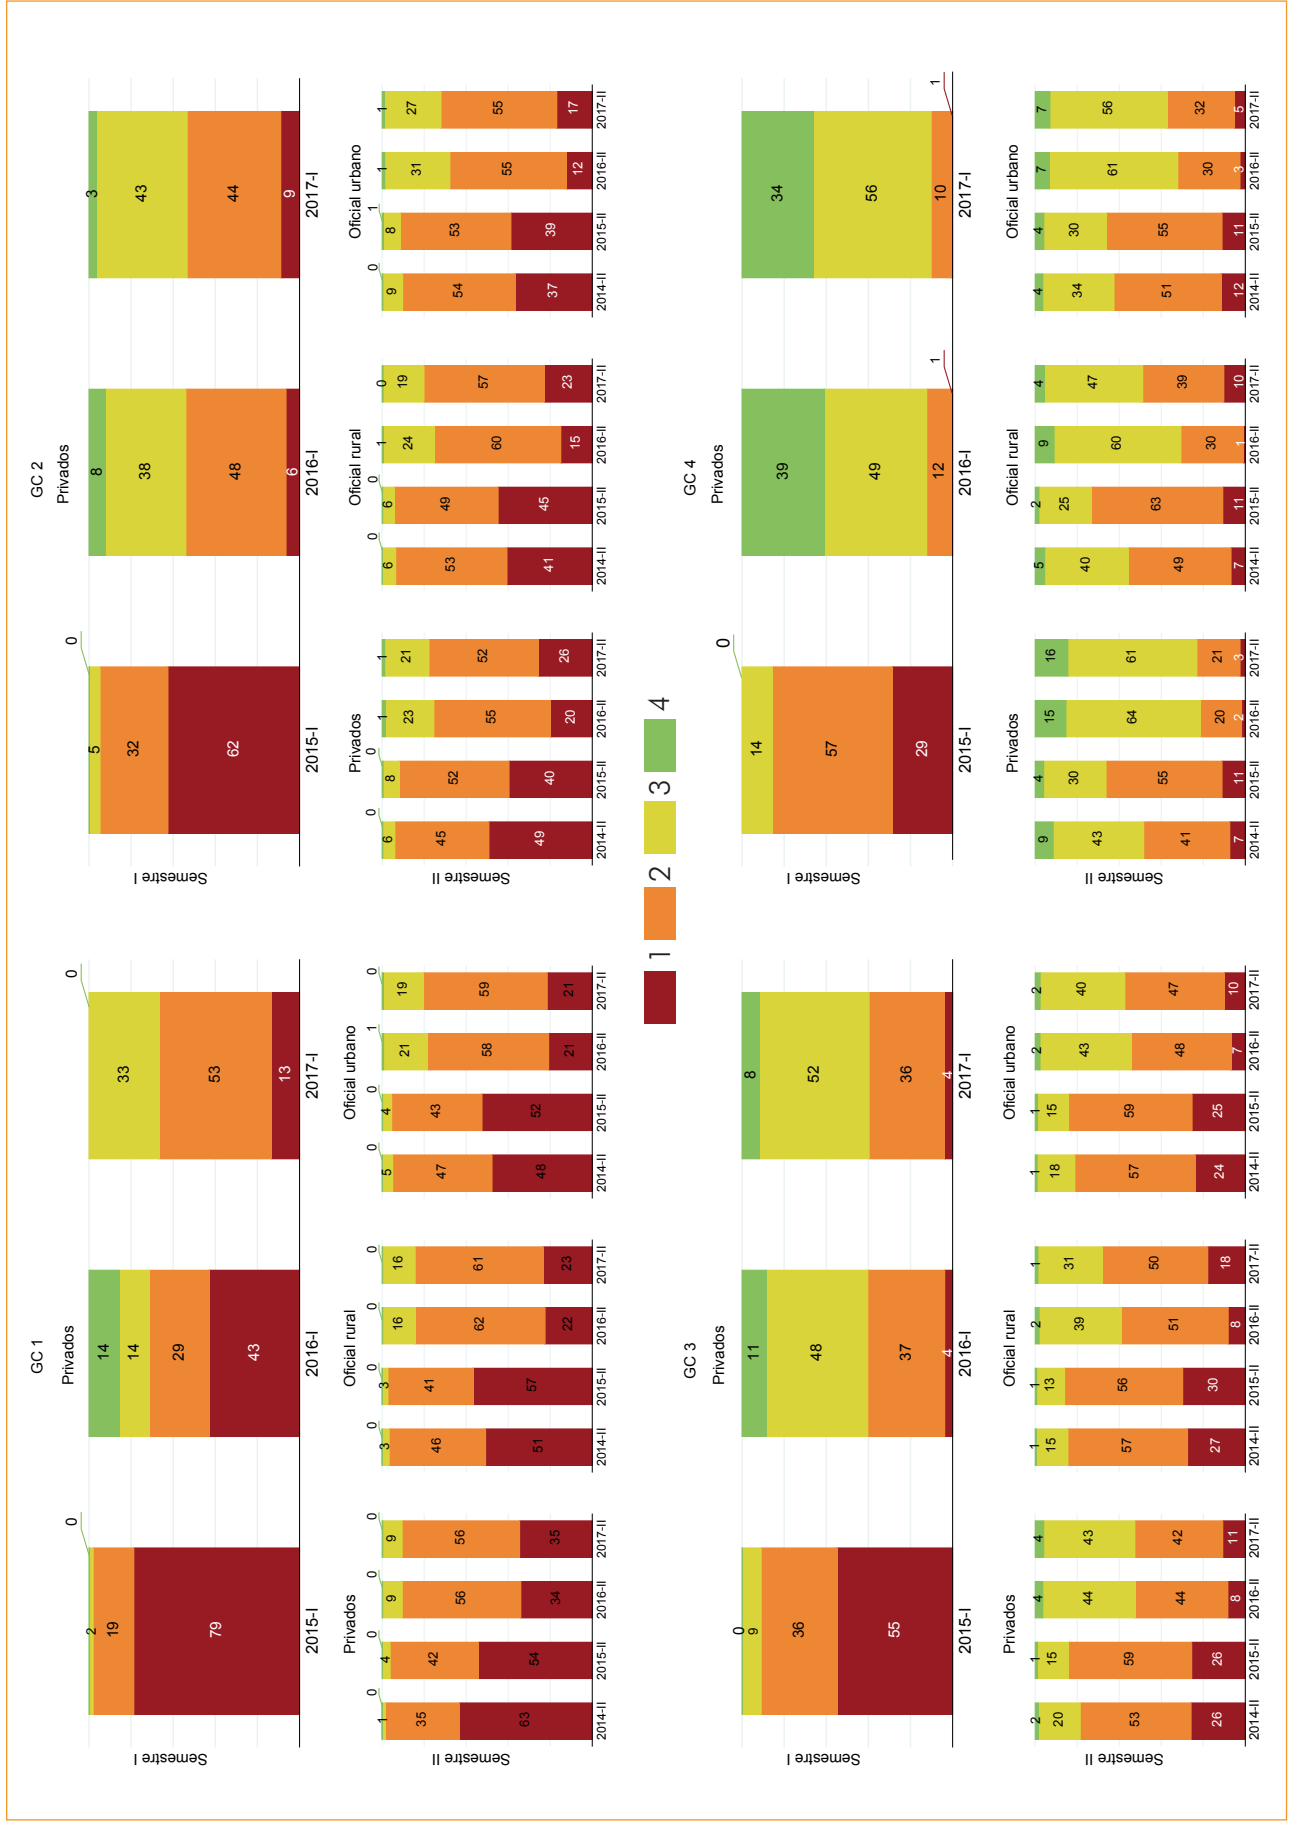 GC 1
Privados
Semestre I
0 2 19 79
14 14 29 43
0 33 53 13
2015-I 2016-I 2017-I
Semestre II
Privados
0 1 35 63
0 4 42 54
0 9 56 34
0 9 56 35
2014-II 2015-II 2016-II 2017-II
Oficial rural
0 3 46 51
0 3 41 57
0 16 62 22
0 16 61 23
2014-II 2015-II 2016-II 2017-II
Oficial urbano
0 5 47 48
0 4 43 52
1 21 58 21
0 19 59 21
2014-II 2015-II 2016-II 2017-II
GC 2
Privados
Semestre I
0 5 32 62
8 38 48 6
3 43 44 9
2015-I 2016-I 2017-I
Semestre II
Privados
0 6 45 49
0 8 52 40
1 23 55 20
1 21 52 26
2014-II 2015-II 2016-II 2017-II
Oficial rural
0 6 53 41
0 6 49 45
1 24 60 15
0 19 57 23
2014-II 2015-II 2016-II 2017-II
Oficial urbano
0 9 54 37
1 8 53 39
1 31 55 12
1 27 55 17
2014-II 2015-II 2016-II 2017-II
1 2 3 4
GC 3
Privados
Semestre I
0 9 36 55
11 48 37 4
8 52 36 4
2015-I 2016-I 2017-I
Semestre II
Privados
2 20 53 26
1 15 59 26
4 44 44 8
4 43 42 11
2014-II 2015-II 2016-II 2017-II
Oficial rural
1 15 57 27
1 13 56 30
2 39 51 8
1 31 50 18
2014-II 2015-II 2016-II 2017-II
Oficial urbano
1 18 57 24
1 15 59 25
2 43 48 7
2 40 47 10
2014-II 2015-II 2016-II 2017-II
GC 4
Privados
Semestre I
0 14 57 29
39 49 12 1
34 56 10 1
2015-I 2016-I 2017-I
Semestre II
Privados
9 43 41 7
4 30 55 11
15 64 20 2
16 61 21 3
2014-II 2015-II 2016-II 2017-II
Oficial rural
5 40 49 7
2 25 63 11
9 60 30 1
4 47 39 10
2014-II 2015-II 2016-II 2017-II
Oficial urbano
4 34 51 12
4 30 55 11
7 61 30 3
7 56 32 5
2014-II 2015-II 2016-II 2017-II